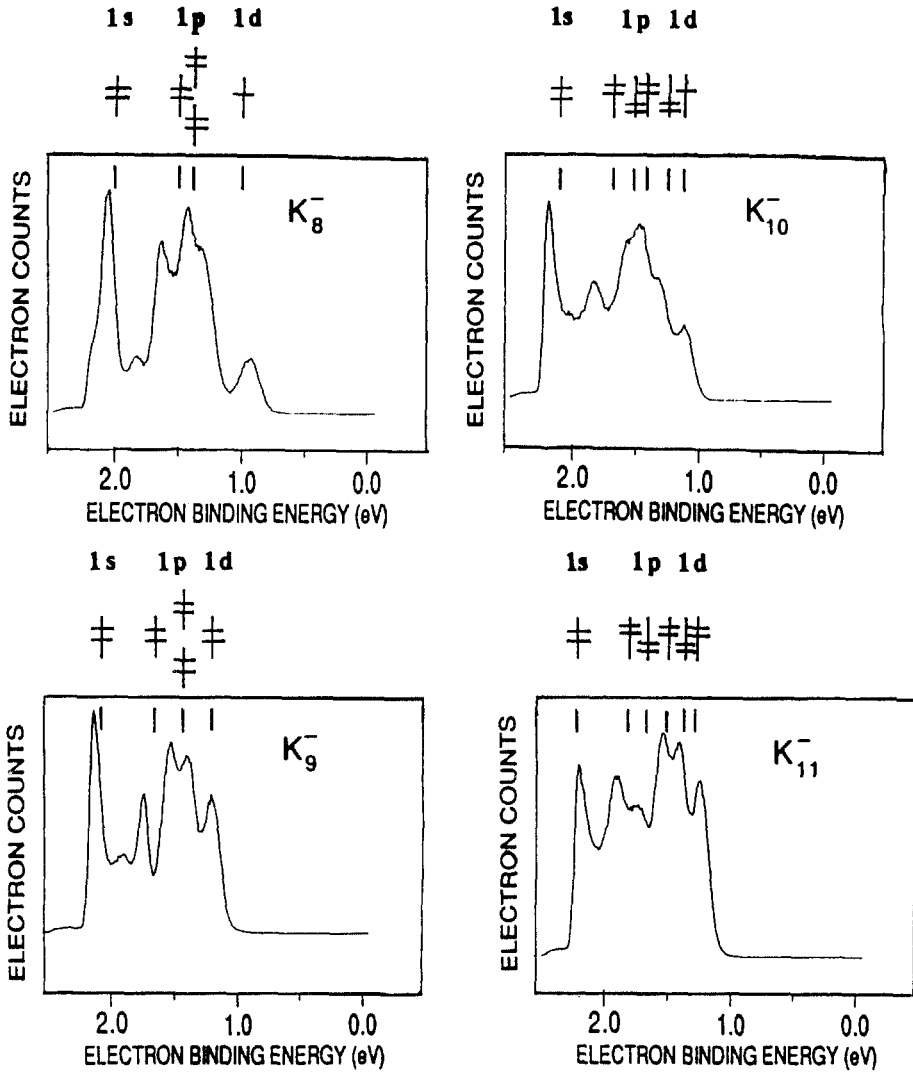 1s 1p 1d
ELECTRON COUNTS
K₈⁻
2.0 1.0 0.0
ELECTRON BINDING ENERGY (eV)
1s 1p 1d
ELECTRON COUNTS
K₁₀⁻
2.0 1.0 0.0
ELECTRON BINDING ENERGY (eV)
1s 1p 1d
ELECTRON COUNTS
K₉⁻
2.0 1.0 0.0
ELECTRON BINDING ENERGY (eV)
1s 1p 1d
ELECTRON COUNTS
K₁₁⁻
2.0 1.0 0.0
ELECTRON BINDING ENERGY (eV)